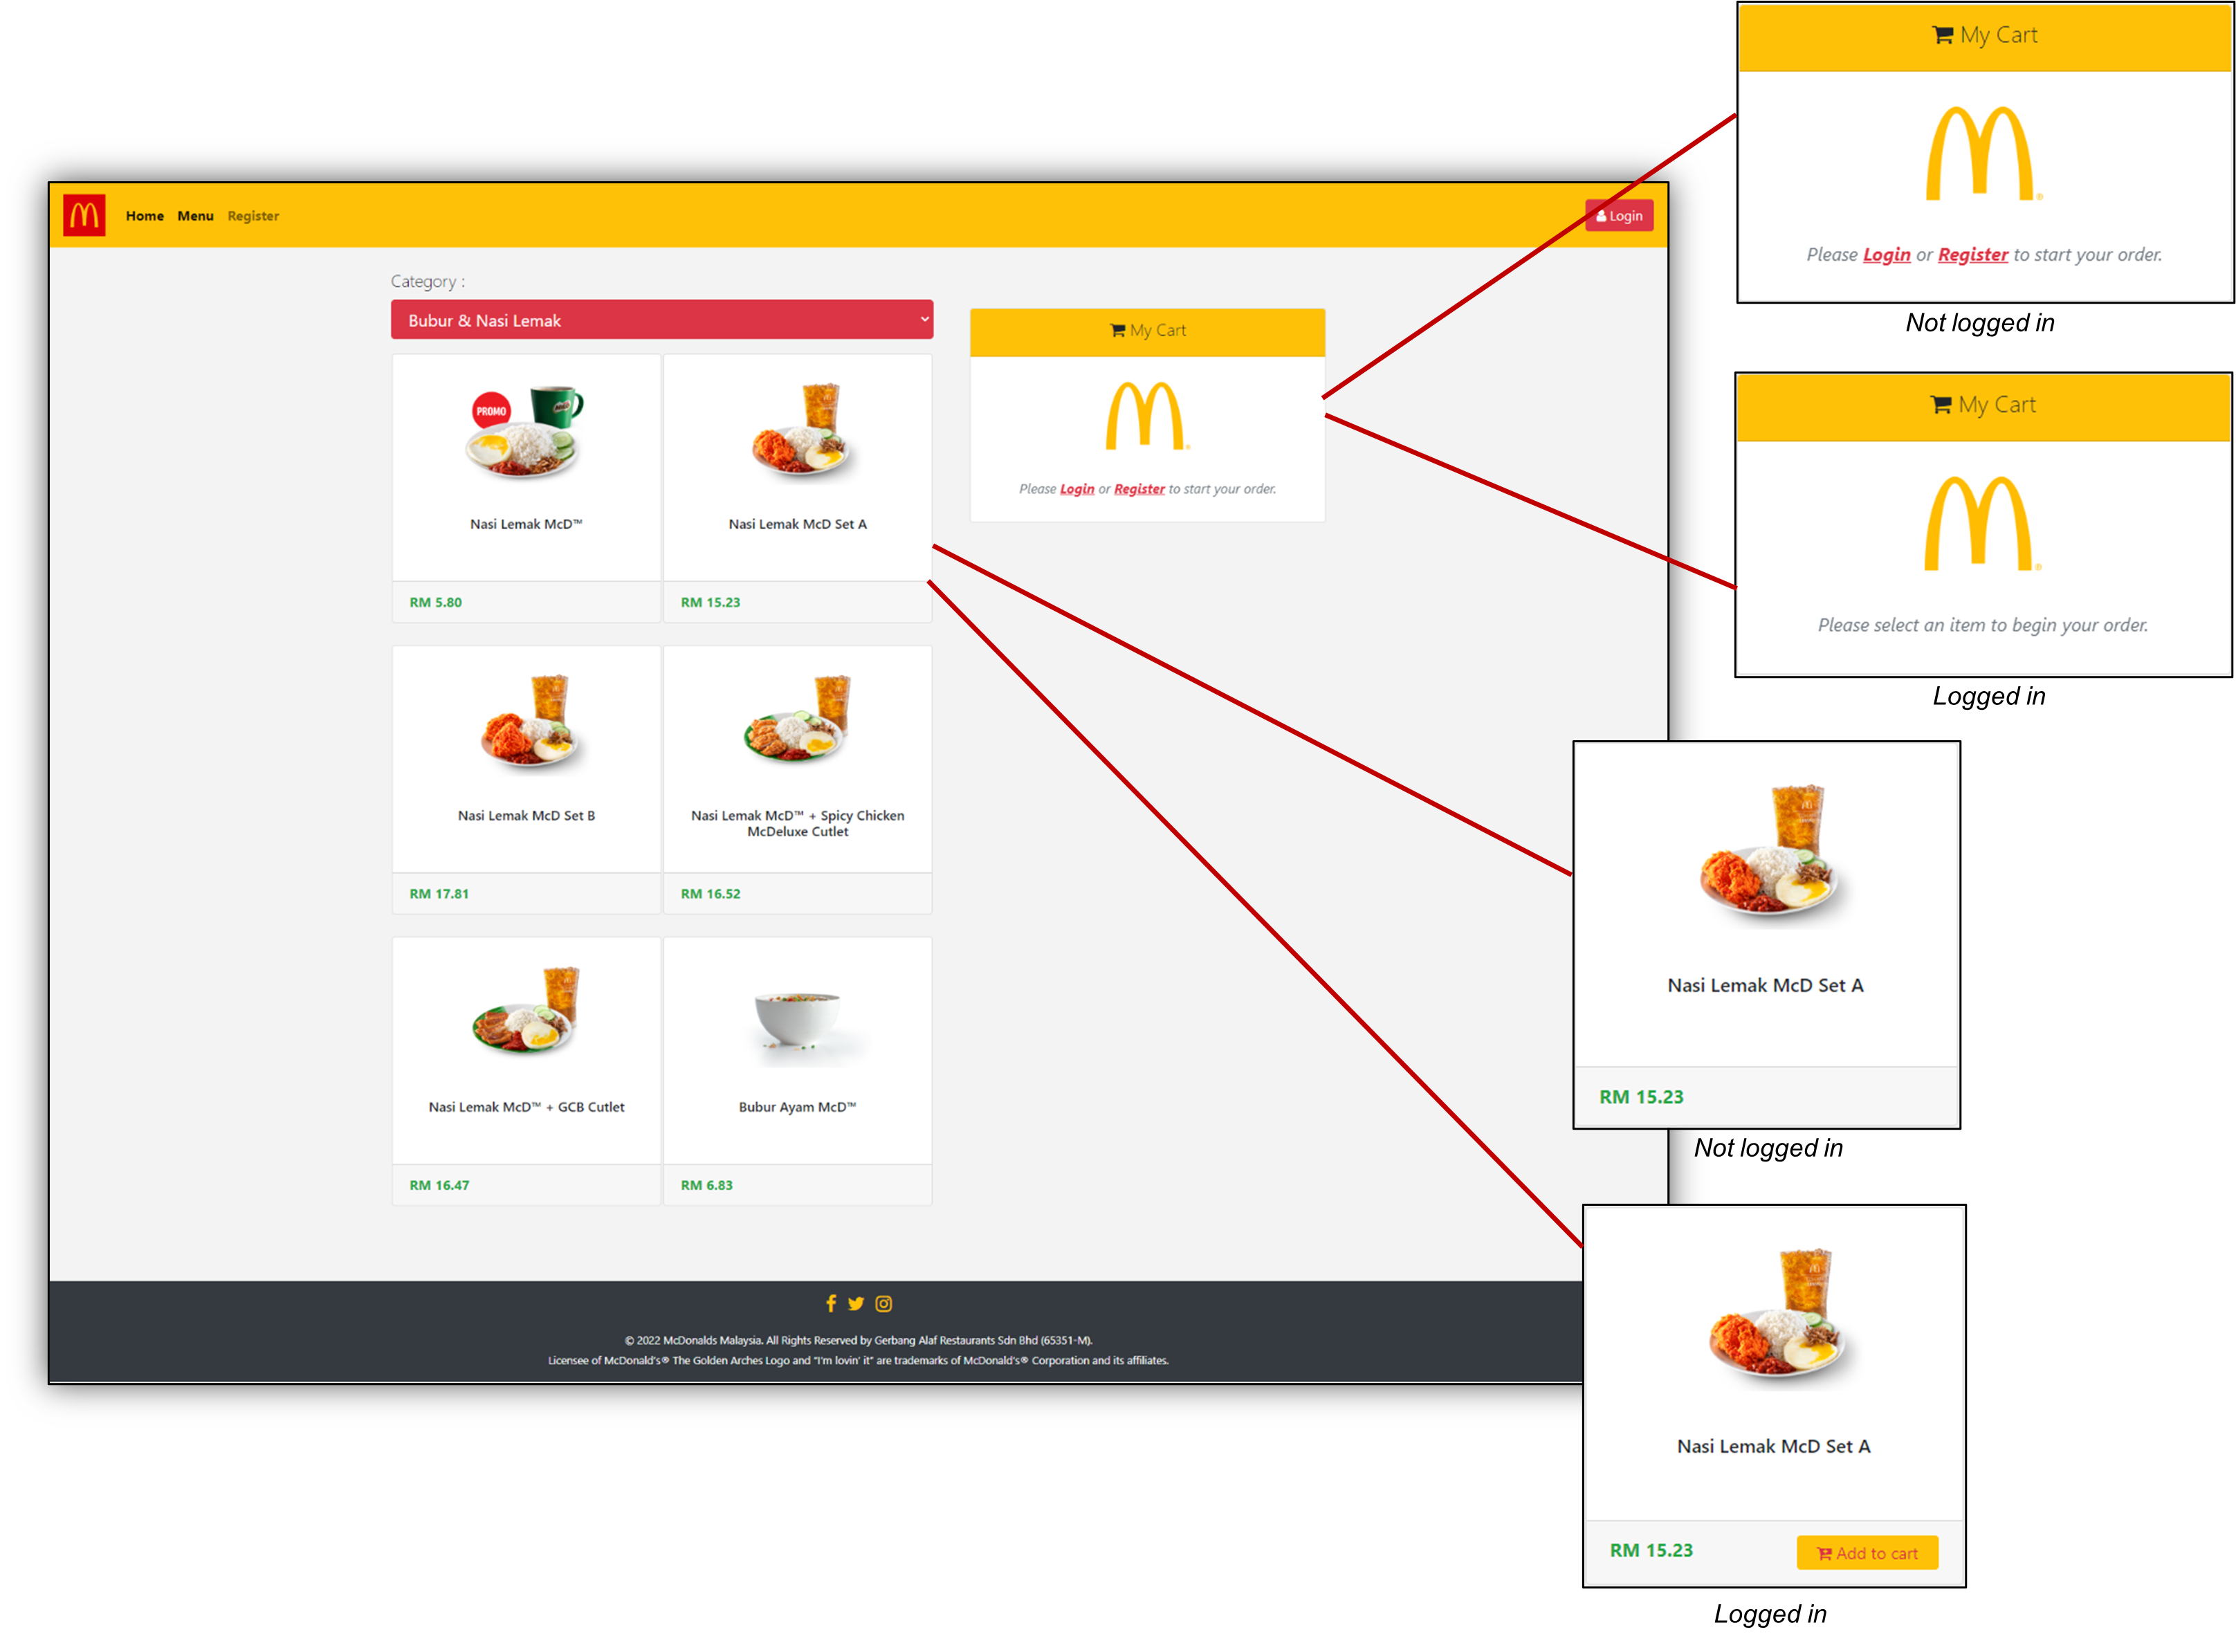 Home Menu Register
Login
Category :
Bubur & Nasi Lemak
PROMO
Nasi Lemak McD™
RM 5.80
Nasi Lemak McD Set A
RM 15.23
Nasi Lemak McD Set B
RM 17.81
Nasi Lemak McD™ + Spicy Chicken
McDeluxe Cutlet
RM 16.52
Nasi Lemak McD™ + GCB Cutlet
RM 16.47
Bubur Ayam McD™
RM 6.83
My Cart
Please Login or Register to start your order.
© 2022 McDonalds Malaysia. All Rights Reserved by Gerbang Alaf Restaurants Sdn Bhd (65351-M).
Licensee of McDonald's® The Golden Arches Logo and "I'm lovin' it" are trademarks of McDonald's® Corporation and its affiliates.
My Cart
Please Login or Register to start your order.
Not logged in
My Cart
Please select an item to begin your order.
Logged in
Nasi Lemak McD Set A
RM 15.23
Not logged in
Nasi Lemak McD Set A
RM 15.23
Add to cart
Logged in